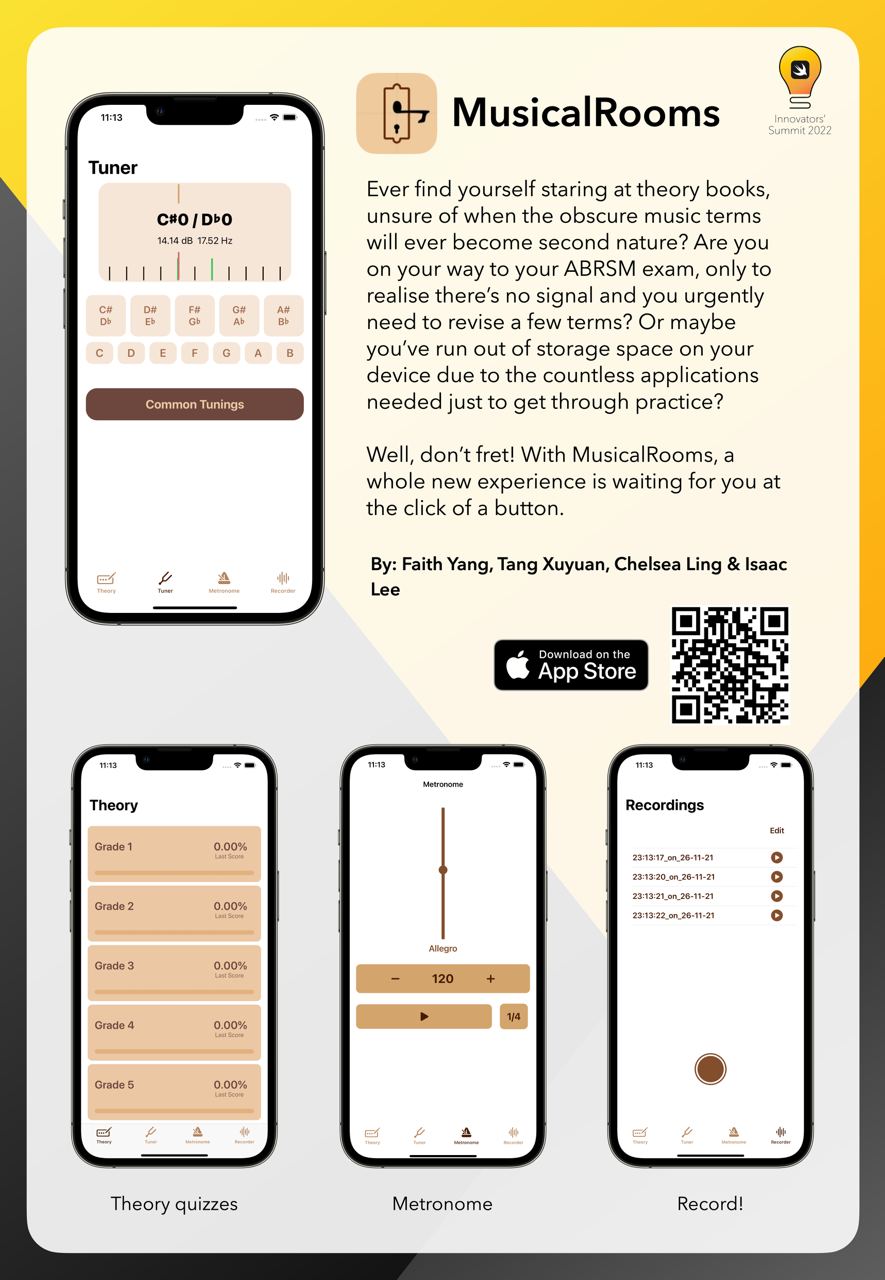 MusicalRooms
Innovators'
Summit 2022
11:13
Tuner
C♯0 / D♭0
14.14 dB 17.52 Hz
C# D# F# G# A#
D♭ E♭ G♭ A♭ B♭
C D E F G A B
Common Tunings
Theory Tuner Metronome Recorder
Ever find yourself staring at theory books,
unsure of when the obscure music terms
will ever become second nature? Are you
on your way to your ABRSM exam, only to
realise there's no signal and you urgently
need to revise a few terms? Or maybe
you've run out of storage space on your
device due to the countless applications
needed just to get through practice?
Well, don't fret! With MusicalRooms, a
whole new experience is waiting for you at
the click of a button.
By: Faith Yang, Tang Xuyuan, Chelsea Ling & Isaac
Lee
Download on the
App Store
11:13
Theory
Grade 1 0.00%
Last Score
Grade 2 0.00%
Last Score
Grade 3 0.00%
Last Score
Grade 4 0.00%
Last Score
Grade 5 0.00%
Last Score
Theory Tuner Metronome Recorder
Theory quizzes
11:13
Metronome
Allegro
− 120 +
1/4
Theory Tuner Metronome Recorder
Metronome
11:13
Recordings
Edit
23:13:17_on_26-11-21
23:13:20_on_26-11-21
23:13:21_on_26-11-21
23:13:22_on_26-11-21
Theory Tuner Metronome Recorder
Record!